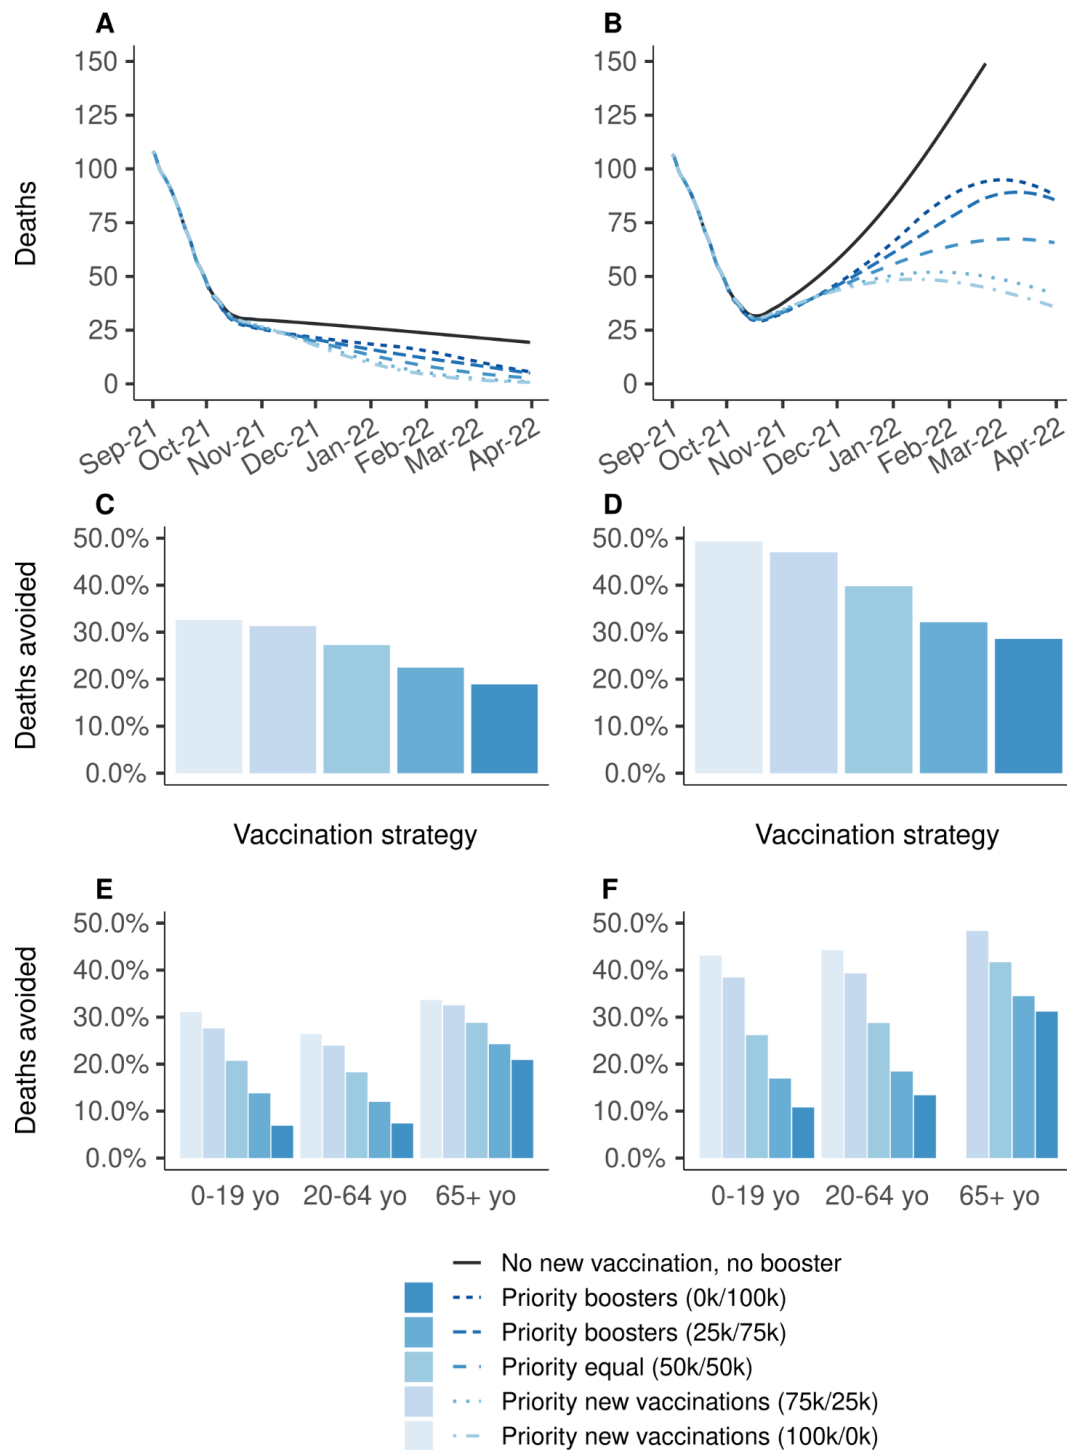 A
B
Deaths
150
125
100
75
50
25
0
150
125
100
75
50
25
0
Sep-21 Oct-21 Nov-21 Dec-21 Jan-22 Feb-22 Mar-22 Apr-22
Sep-21 Oct-21 Nov-21 Dec-21 Jan-22 Feb-22 Mar-22 Apr-22
C
D
Deaths avoided
50.0%
40.0%
30.0%
20.0%
10.0%
0.0%
50.0%
40.0%
30.0%
20.0%
10.0%
0.0%
Vaccination strategy
Vaccination strategy
E
F
Deaths avoided
50.0%
40.0%
30.0%
20.0%
10.0%
0.0%
50.0%
40.0%
30.0%
20.0%
10.0%
0.0%
0-19 yo 20-64 yo 65+ yo
0-19 yo 20-64 yo 65+ yo
No new vaccination, no booster
Priority boosters (0k/100k)
Priority boosters (25k/75k)
Priority equal (50k/50k)
Priority new vaccinations (75k/25k)
Priority new vaccinations (100k/0k)